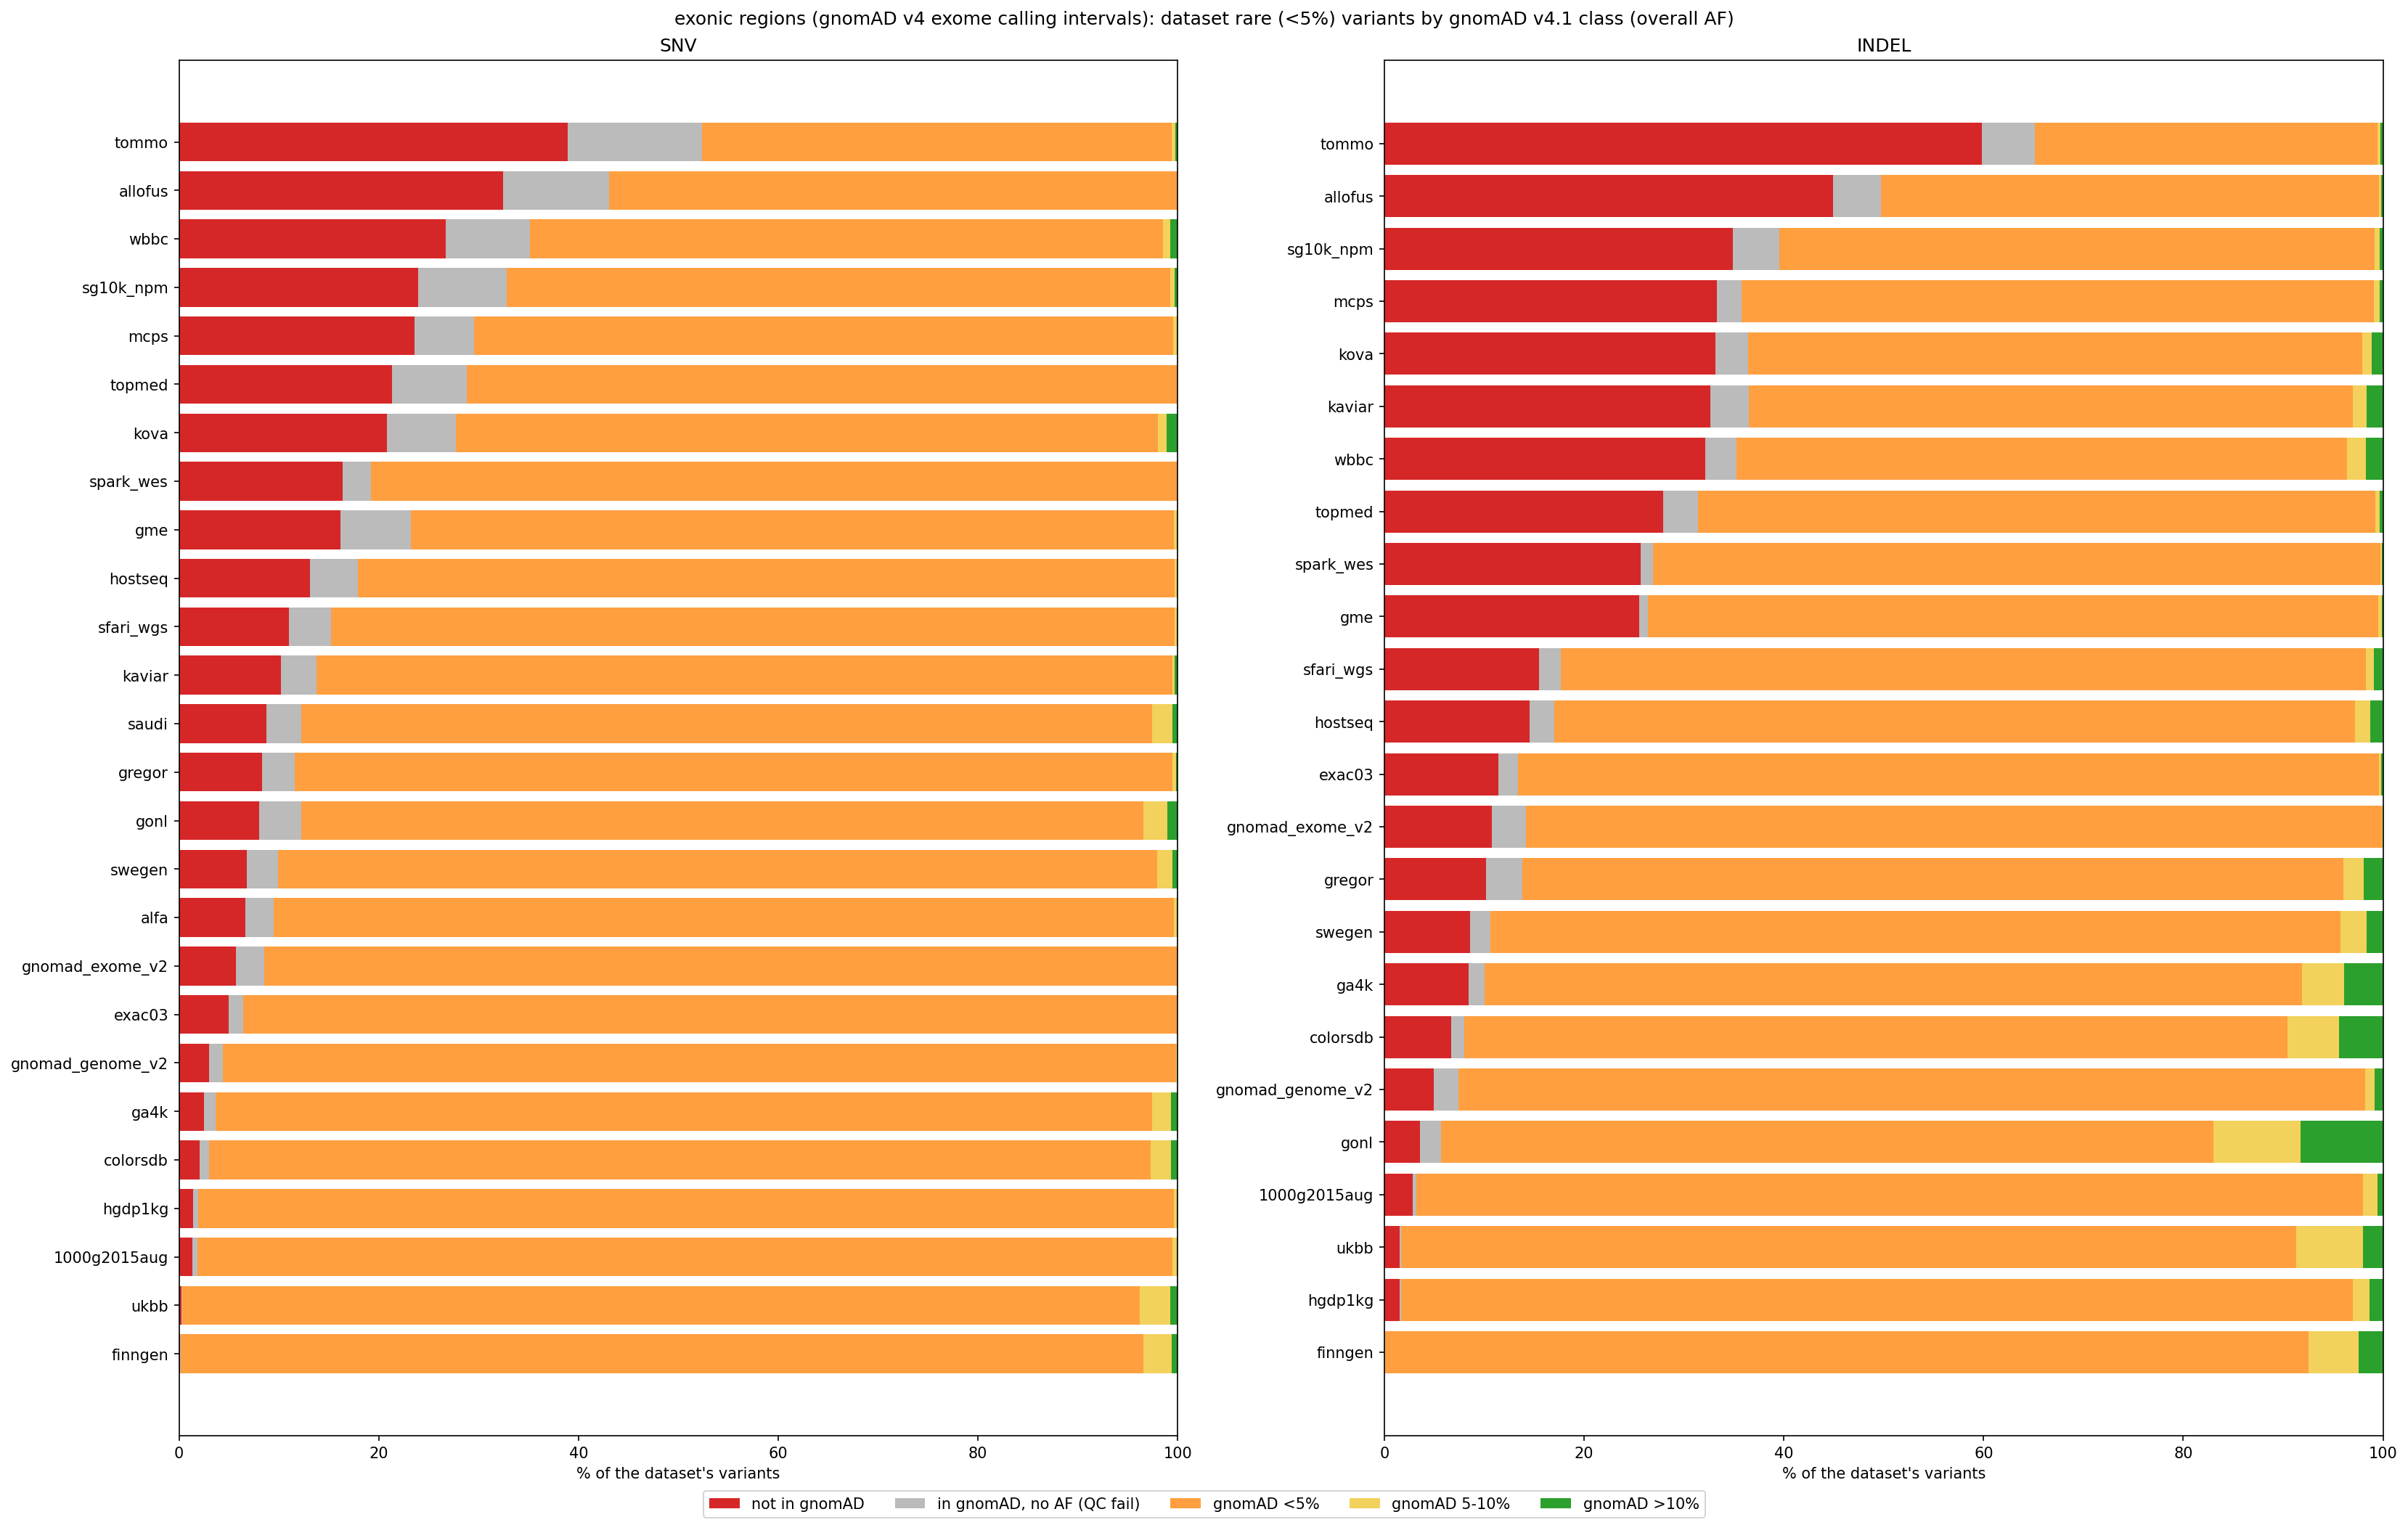 exonic regions (gnomAD v4 exome calling intervals): dataset rare (<5%) variants by gnomAD v4.1 class (overall AF)
SNV
tommo
allofus
wbbc
sg10k_npm
mcps
topmed
kova
spark_wes
gme
hostseq
sfari_wgs
kaviar
saudi
gregor
gonl
swegen
alfa
gnomad_exome_v2
exac03
gnomad_genome_v2
ga4k
colorsdb
hgdp1kg
1000g2015aug
ukbb
finngen
0 20 40 60 80 100
% of the dataset's variants
INDEL
tommo
allofus
sg10k_npm
mcps
kova
kaviar
wbbc
topmed
spark_wes
gme
sfari_wgs
hostseq
exac03
gnomad_exome_v2
gregor
swegen
ga4k
colorsdb
gnomad_genome_v2
gonl
1000g2015aug
ukbb
hgdp1kg
finngen
0 20 40 60 80 100
% of the dataset's variants
not in gnomAD in gnomAD, no AF (QC fail) gnomAD <5% gnomAD 5-10% gnomAD >10%